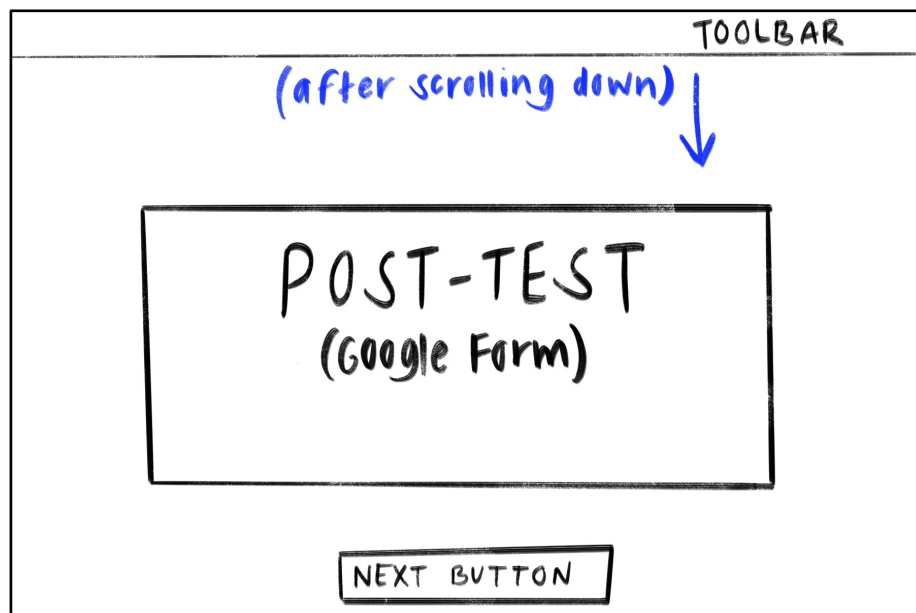 TOOLBAR
(after scrolling down)
POST-TEST
(Google Form)
NEXT BUTTON